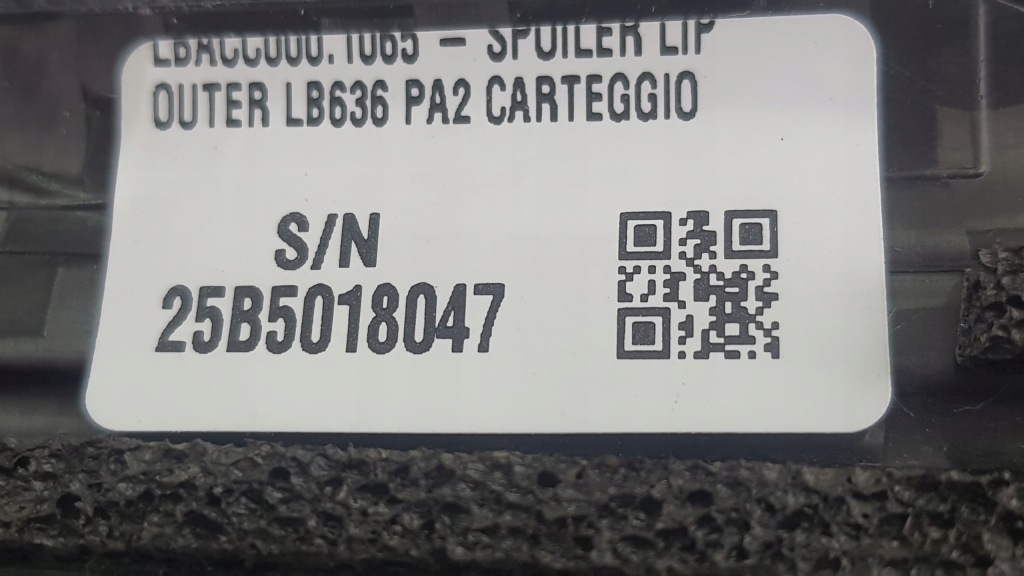 LBACC000.1065 – SPOILER LIP
OUTER LB636 PA2 CARTEGGIO
S/N
25B5018047